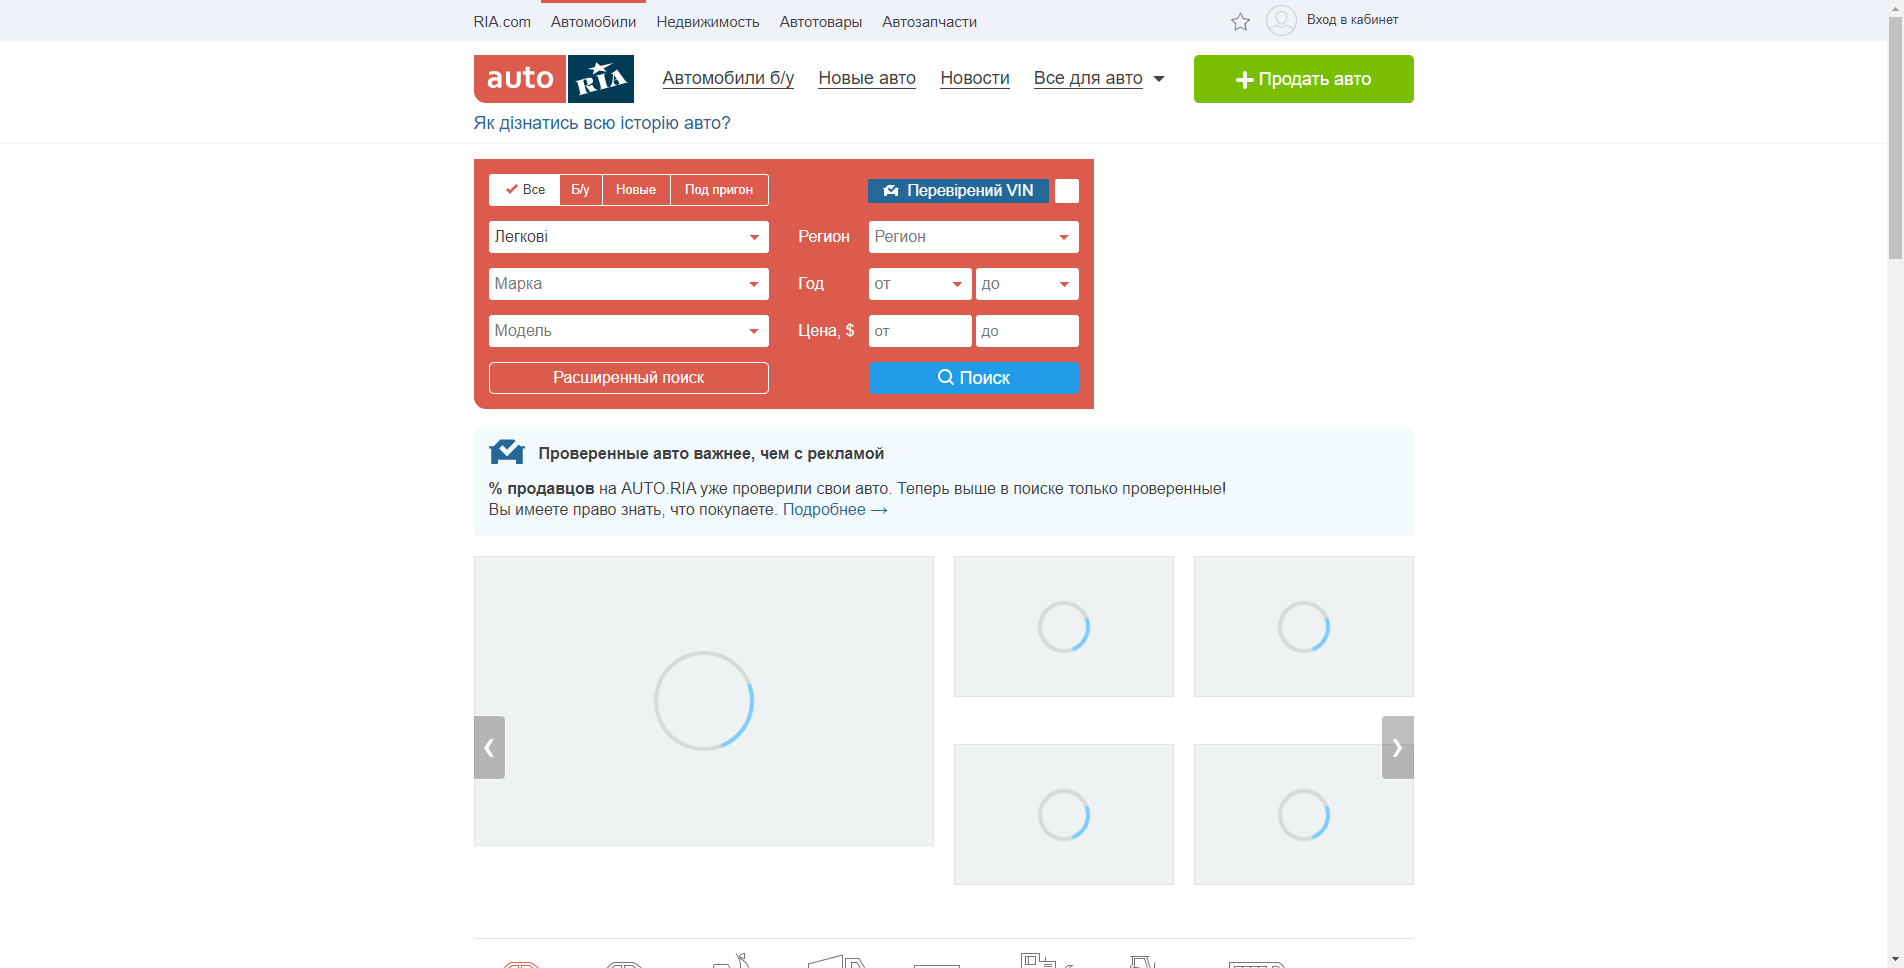 RIA.com Автомобили Недвижимость Автотовары Автозапчасти Вход в кабинет
auto RIA Автомобили б/у Новые авто Новости Все для авто Продать авто
Як дізнатись всю історію авто?
Все Б/у Новые Под пригон Перевірений VIN
Легкові Регион Регион
Марка Год от до
Модель Цена, $ от до
Расширенный поиск Поиск
Проверенные авто важнее, чем с рекламой
% продавцов на AUTO.RIA уже проверили свои авто. Теперь выше в поиске только проверенные!
Вы имеете право знать, что покупаете. Подробнее →